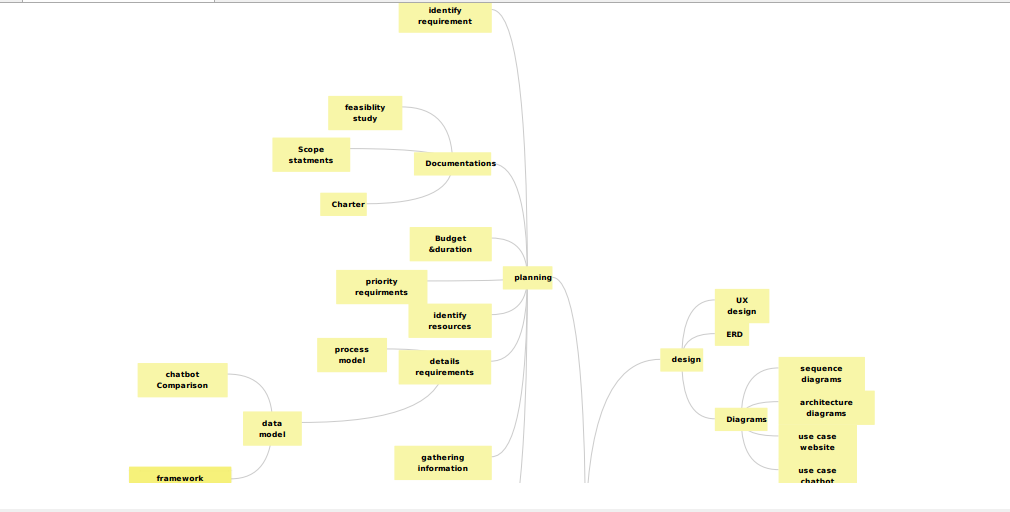 identify
requirement
feasiblity
study
Scope
statments
Documentations
Charter
Budget
&duration
planning
priority
requirments
identify
resources
process
model
details
requirements
chatbot
Comparison
data
model
gathering
information
framework
UX
design
ERD
design
sequence
diagrams
architecture
diagrams
Diagrams
use case
website
use case
chatbot